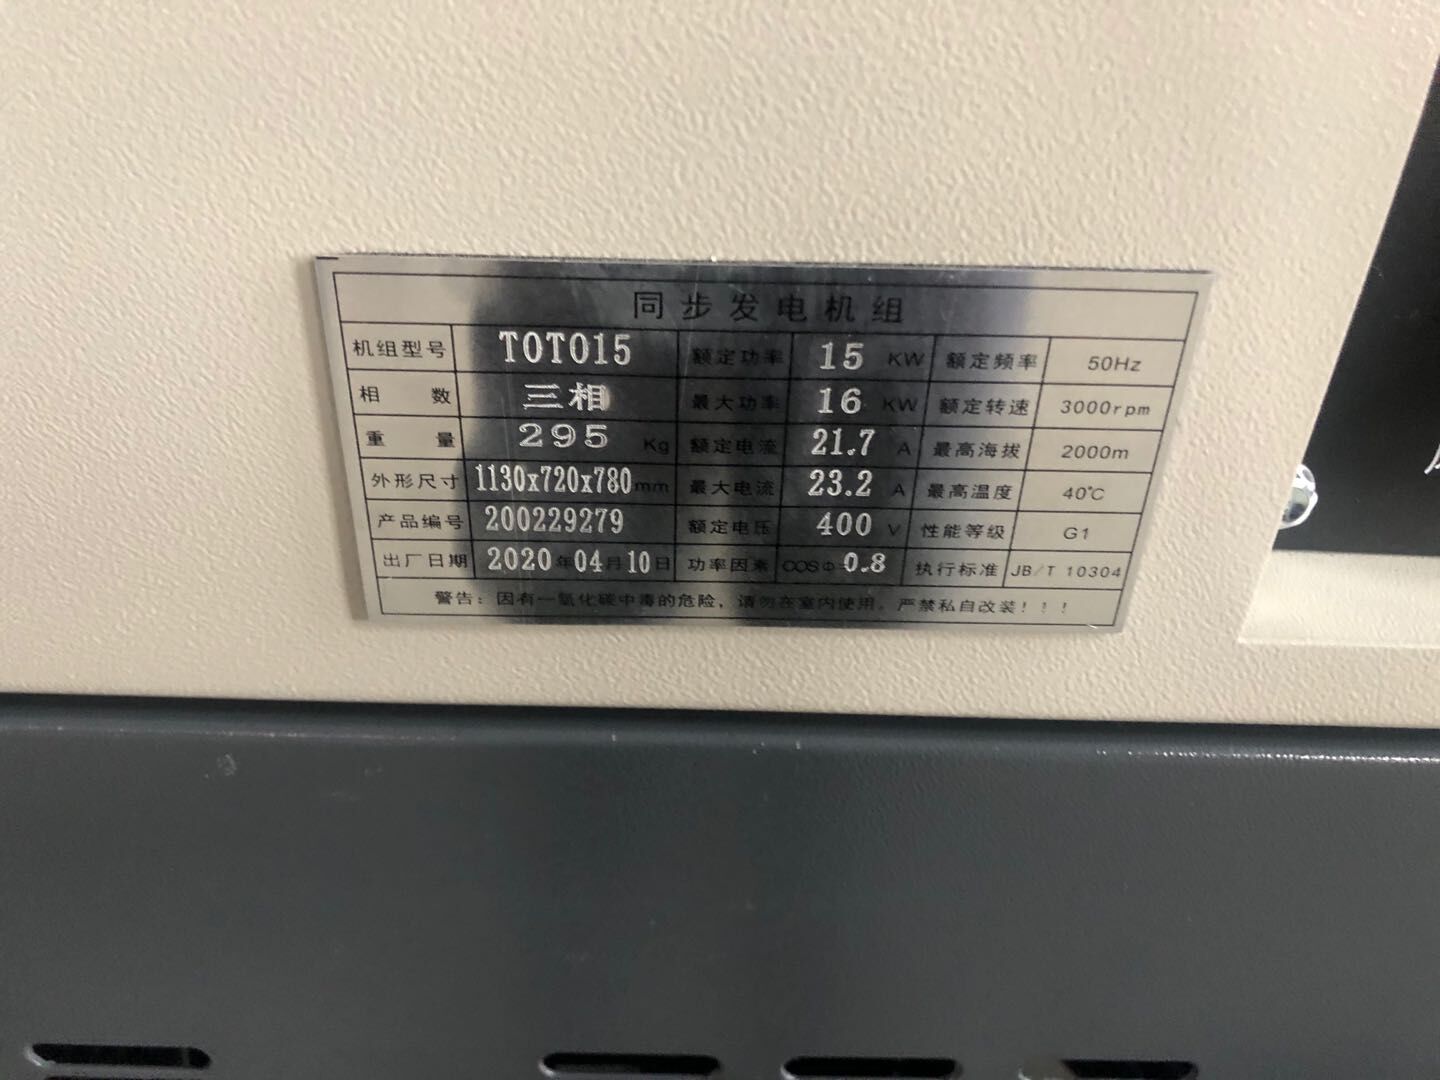 同步发电机组
机组型号 TOTO15 额定功率 15 KW 额定频率 50Hz
相 数 三相 最大功率 16 KW 额定转速 3000rpm
重 量 295 Kg 额定电流 21.7 A 最高海拔 2000m
外形尺寸 1130x720x780mm 最大电流 23.2 A 最高温度 40℃
产品编号 200229279 额定电压 400 V 性能等级 G1
出厂日期 2020年04月10日 功率因素 COSΦ 0.8 执行标准 JB/T 10304
警告：因有一氧化碳中毒的危险，请勿在室内使用。严禁私自改装！！！